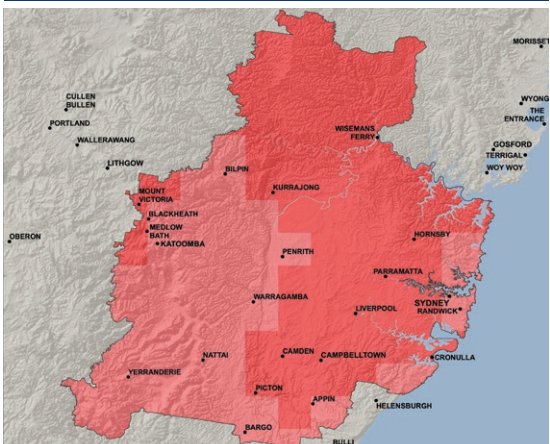 MORISSET
CULLEN
BULLEN
WYONG
THE
ENTRANCE
PORTLAND
WALLERAWANG
WISEMANS
FERRY
GOSFORD
TERRIGAL
LITHGOW
WOY WOY
BILPIN
KURRAJONG
MOUNT
VICTORIA
BLACKHEATH
MEDLOW
BATH
KATOOMBA
OBERON
HORNSBY
PENRITH
PARRAMATTA
WARRAGAMBA
SYDNEY
RANDWICK
LIVERPOOL
NATTAI
CAMDEN
CAMPBELLTOWN
CRONULLA
YERRANDERIE
PICTON
APPIN
HELENSBURGH
BARGO
BULLI